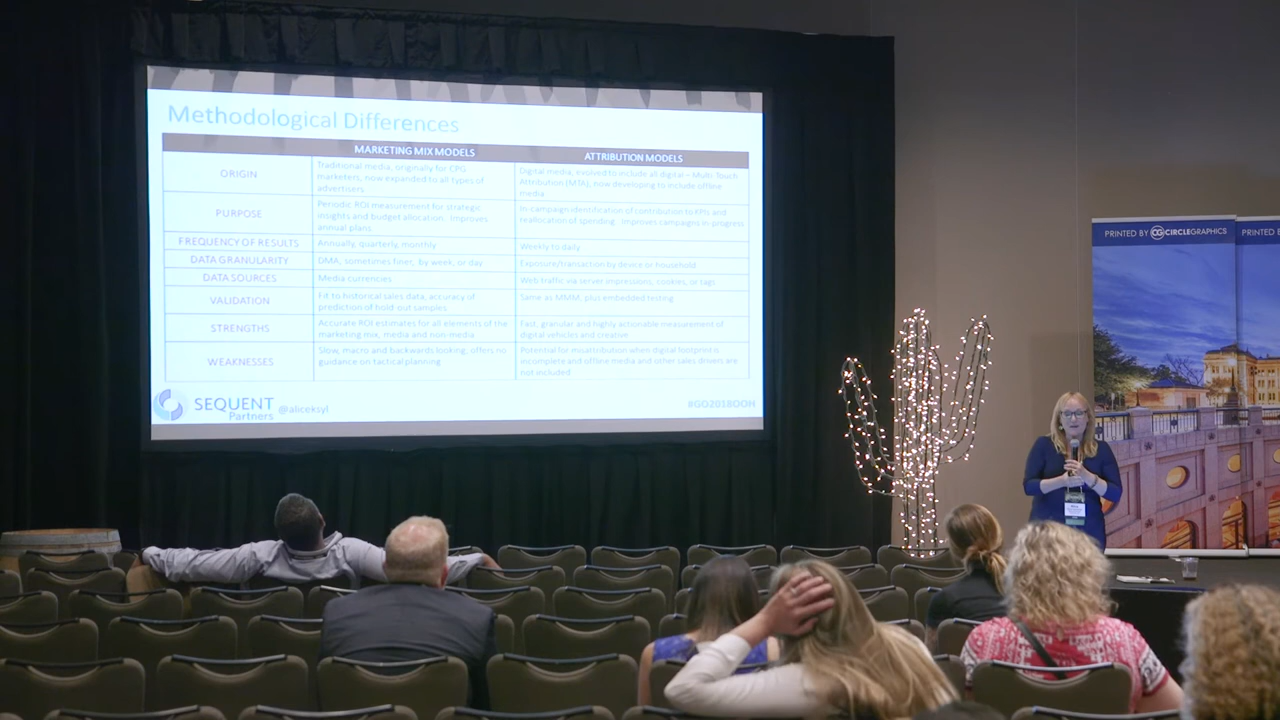 Methodological Differences
MARKETING MIX MODELS
ATTRIBUTION MODELS
ORIGIN
Traditional media, originally for CPG
marketers, now expanded to all types of
advertisers
Digital media, evolved to include all digital – Multi-Touch
Attribution (MTA), now developing to include offline
media
PURPOSE
Periodic ROI measurement for strategic
insights and budget allocation. Improves
annual plans
In-campaign identification of contribution to KPIs and
reallocation of spending. Improves campaigns in-progress
FREQUENCY OF RESULTS
Annually, quarterly, monthly
Weekly to daily
DATA GRANULARITY
DMA, sometimes finer, by week, or day
Exposure/transaction by device or household
DATA SOURCES
Media currencies
Web traffic via server impressions, cookies, or tags
VALIDATION
Fit to historical sales data, accuracy of
prediction of hold-out samples
Same as MMM, plus embedded testing
STRENGTHS
Accurate ROI estimates for all elements of the
marketing mix, media and non-media
Fast, granular and highly actionable measurement of
digital vehicles and creative
WEAKNESSES
Slow, macro and backwards looking, offers no
guidance on tactical planning
Potential for misattribution when digital footprint is
incomplete and offline media and other sales drivers are
not included
SEQUENT
Partners
@aliceksyl
#GO2018OOH
PRINTED BY CG CIRCLEGRAPHICS
PRINTED B